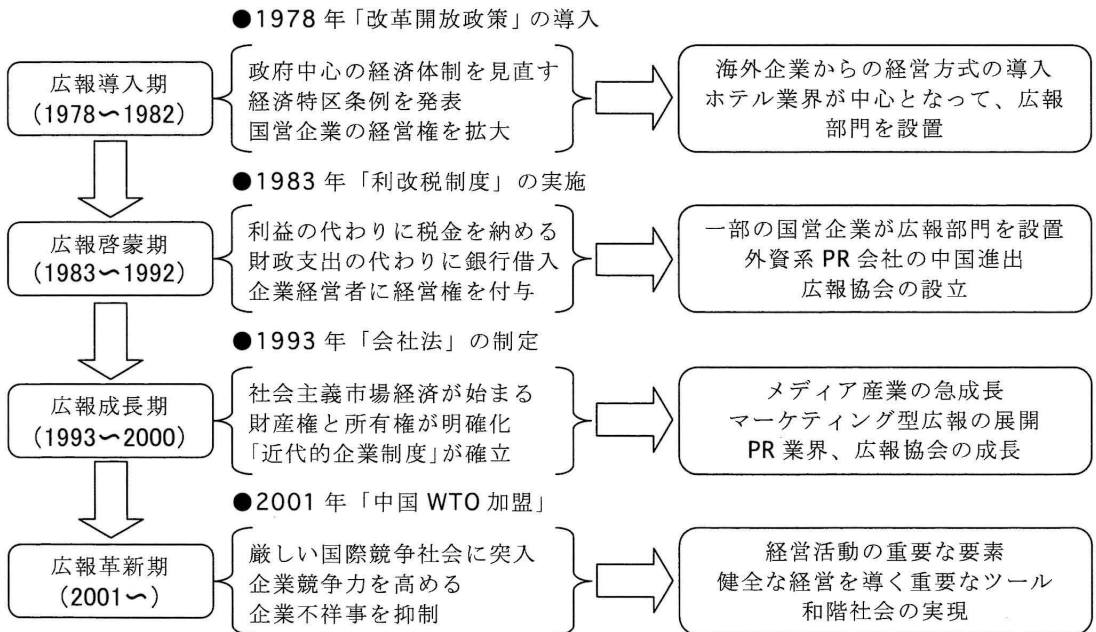 ●1978年「改革開放政策」の導入
広報導入期
(1978〜1982)
政府中心の経済体制を見直す
経済特区条例を発表
国営企業の経営権を拡大
海外企業からの経営方式の導入
ホテル業界が中心となって、広報
部門を設置
●1983年「利改税制度」の実施
広報啓蒙期
(1983〜1992)
利益の代わりに税金を納める
財政支出の代わりに銀行借入
企業経営者に経営権を付与
一部の国営企業が広報部門を設置
外資系PR会社の中国進出
広報協会の設立
●1993年「会社法」の制定
広報成長期
(1993〜2000)
社会主義市場経済が始まる
財産権と所有権が明確化
「近代的企業制度」が確立
メディア産業の急成長
マーケティング型広報の展開
PR業界、広報協会の成長
●2001年「中国WTO加盟」
広報革新期
(2001〜)
厳しい国際競争社会に突入
企業競争力を高める
企業不祥事を抑制
経営活動の重要な要素
健全な経営を導く重要なツール
和階社会の実現